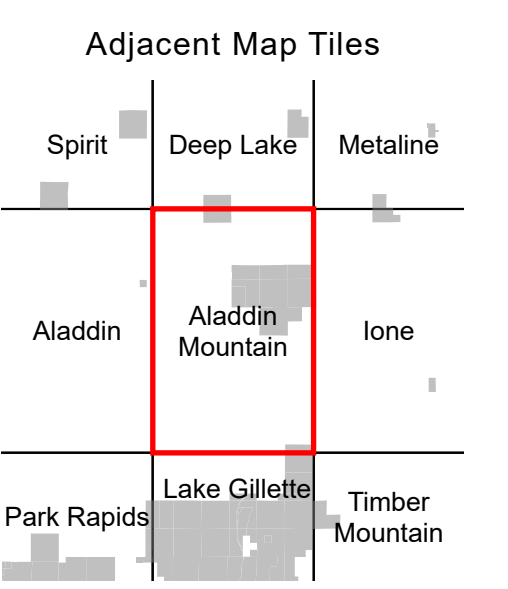 Adjacent Map Tiles
Spirit Deep Lake Metaline
Aladdin Aladdin Mountain Ione
Park Rapids Lake Gillette Timber Mountain